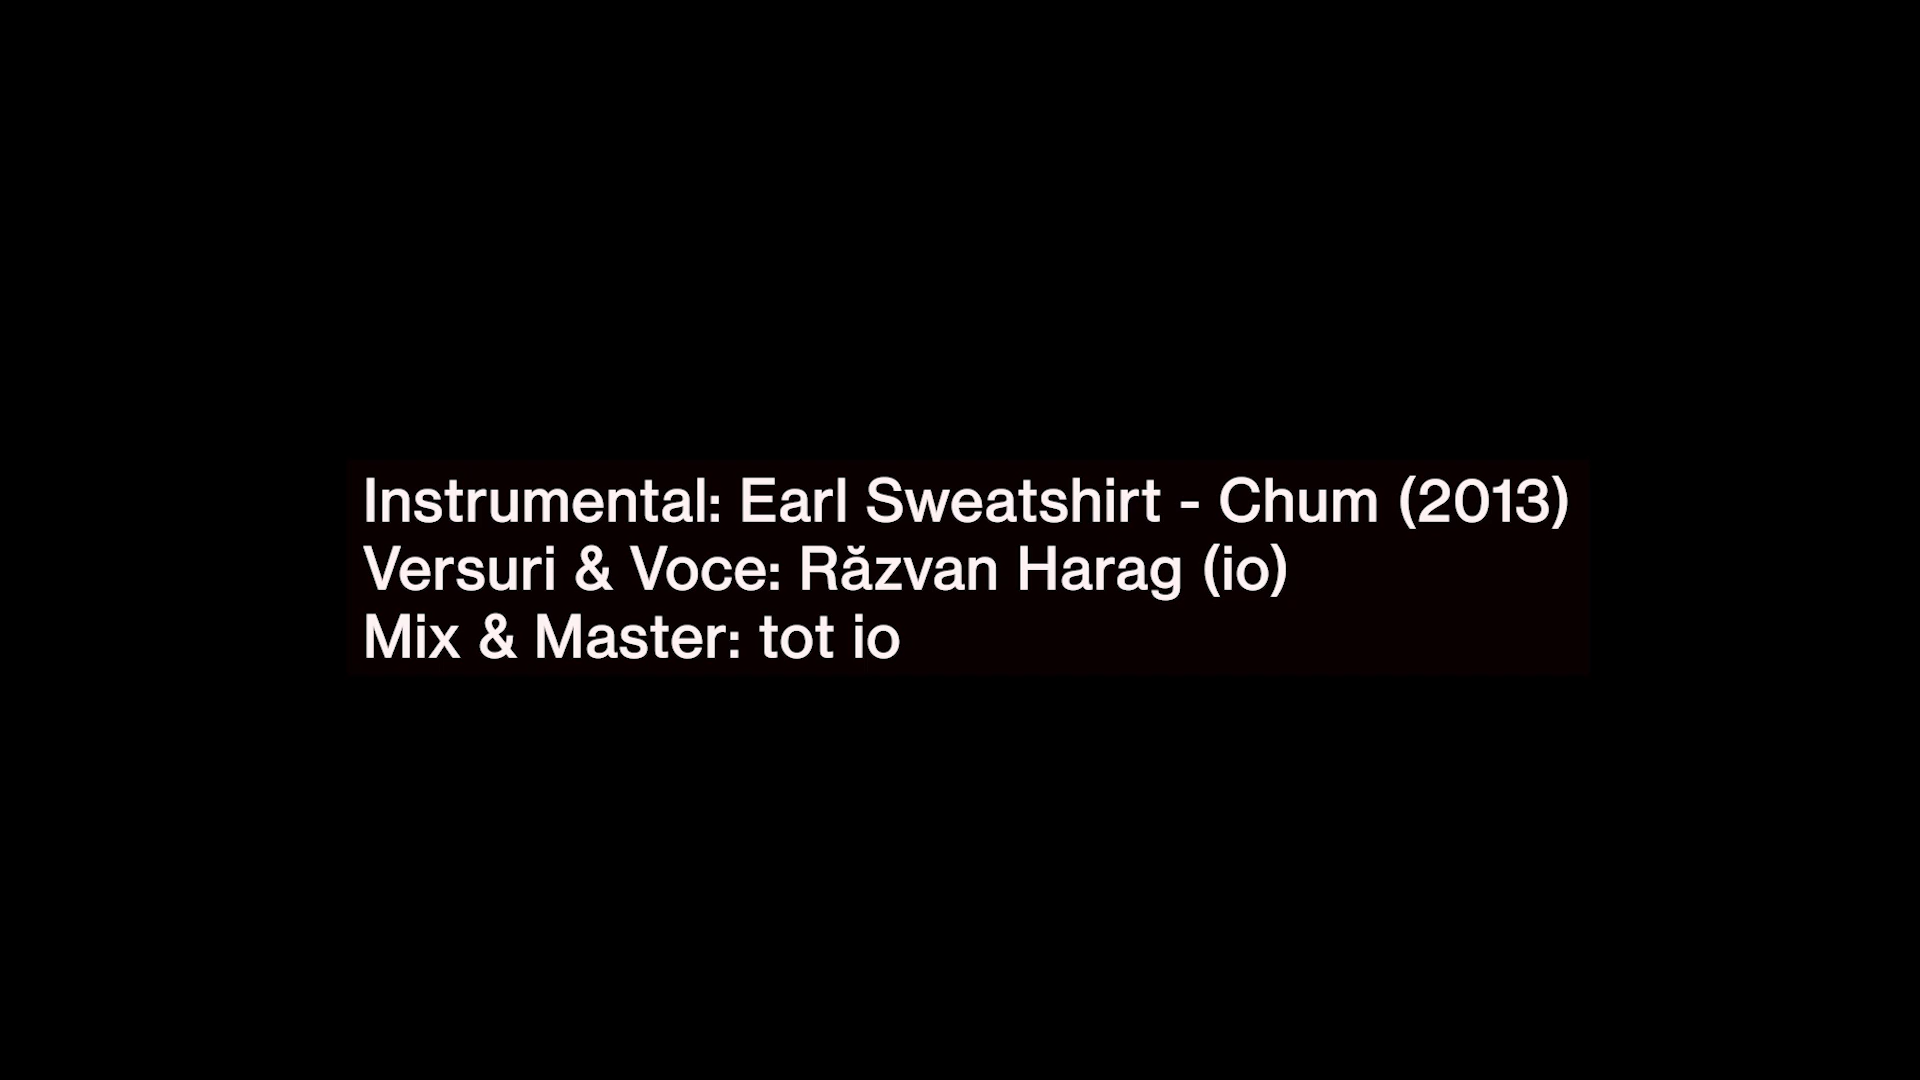 Instrumental: Earl Sweatshirt - Chum (2013)
Versuri & Voce: Răzvan Harag (io)
Mix & Master: tot io